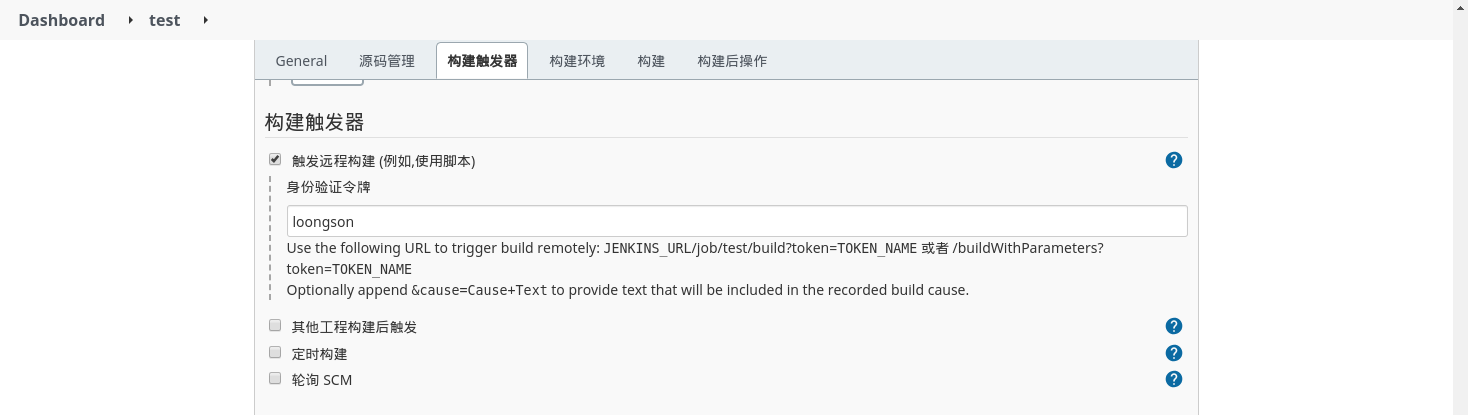 Dashboard test
General 源码管理 构建触发器 构建环境 构建 构建后操作
构建触发器
触发远程构建 (例如,使用脚本)
身份验证令牌
loongson
Use the following URL to trigger build remotely: JENKINS_URL/job/test/build?token=TOKEN_NAME 或者 /buildWithParameters?
token=TOKEN_NAME
Optionally append &cause=Cause+Text to provide text that will be included in the recorded build cause.
其他工程构建后触发
定时构建
轮询 SCM